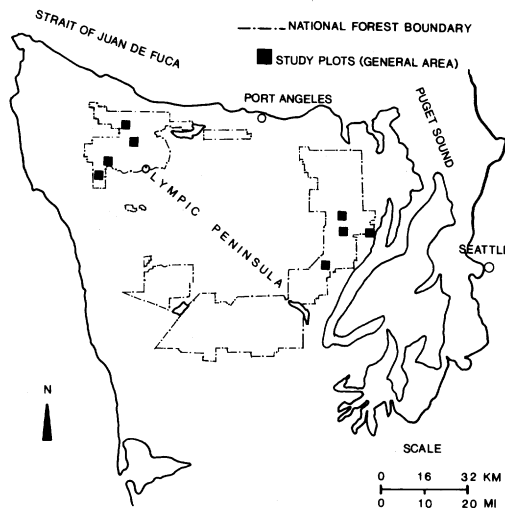 STRAIT OF JUAN DE FUCA
NATIONAL FOREST BOUNDARY
STUDY PLOTS (GENERAL AREA)
PORT ANGELES
PUGET SOUND
OLYMPIC PENINSULA
SEATTLE
N
SCALE
0 16 32 KM
0 10 20 MI